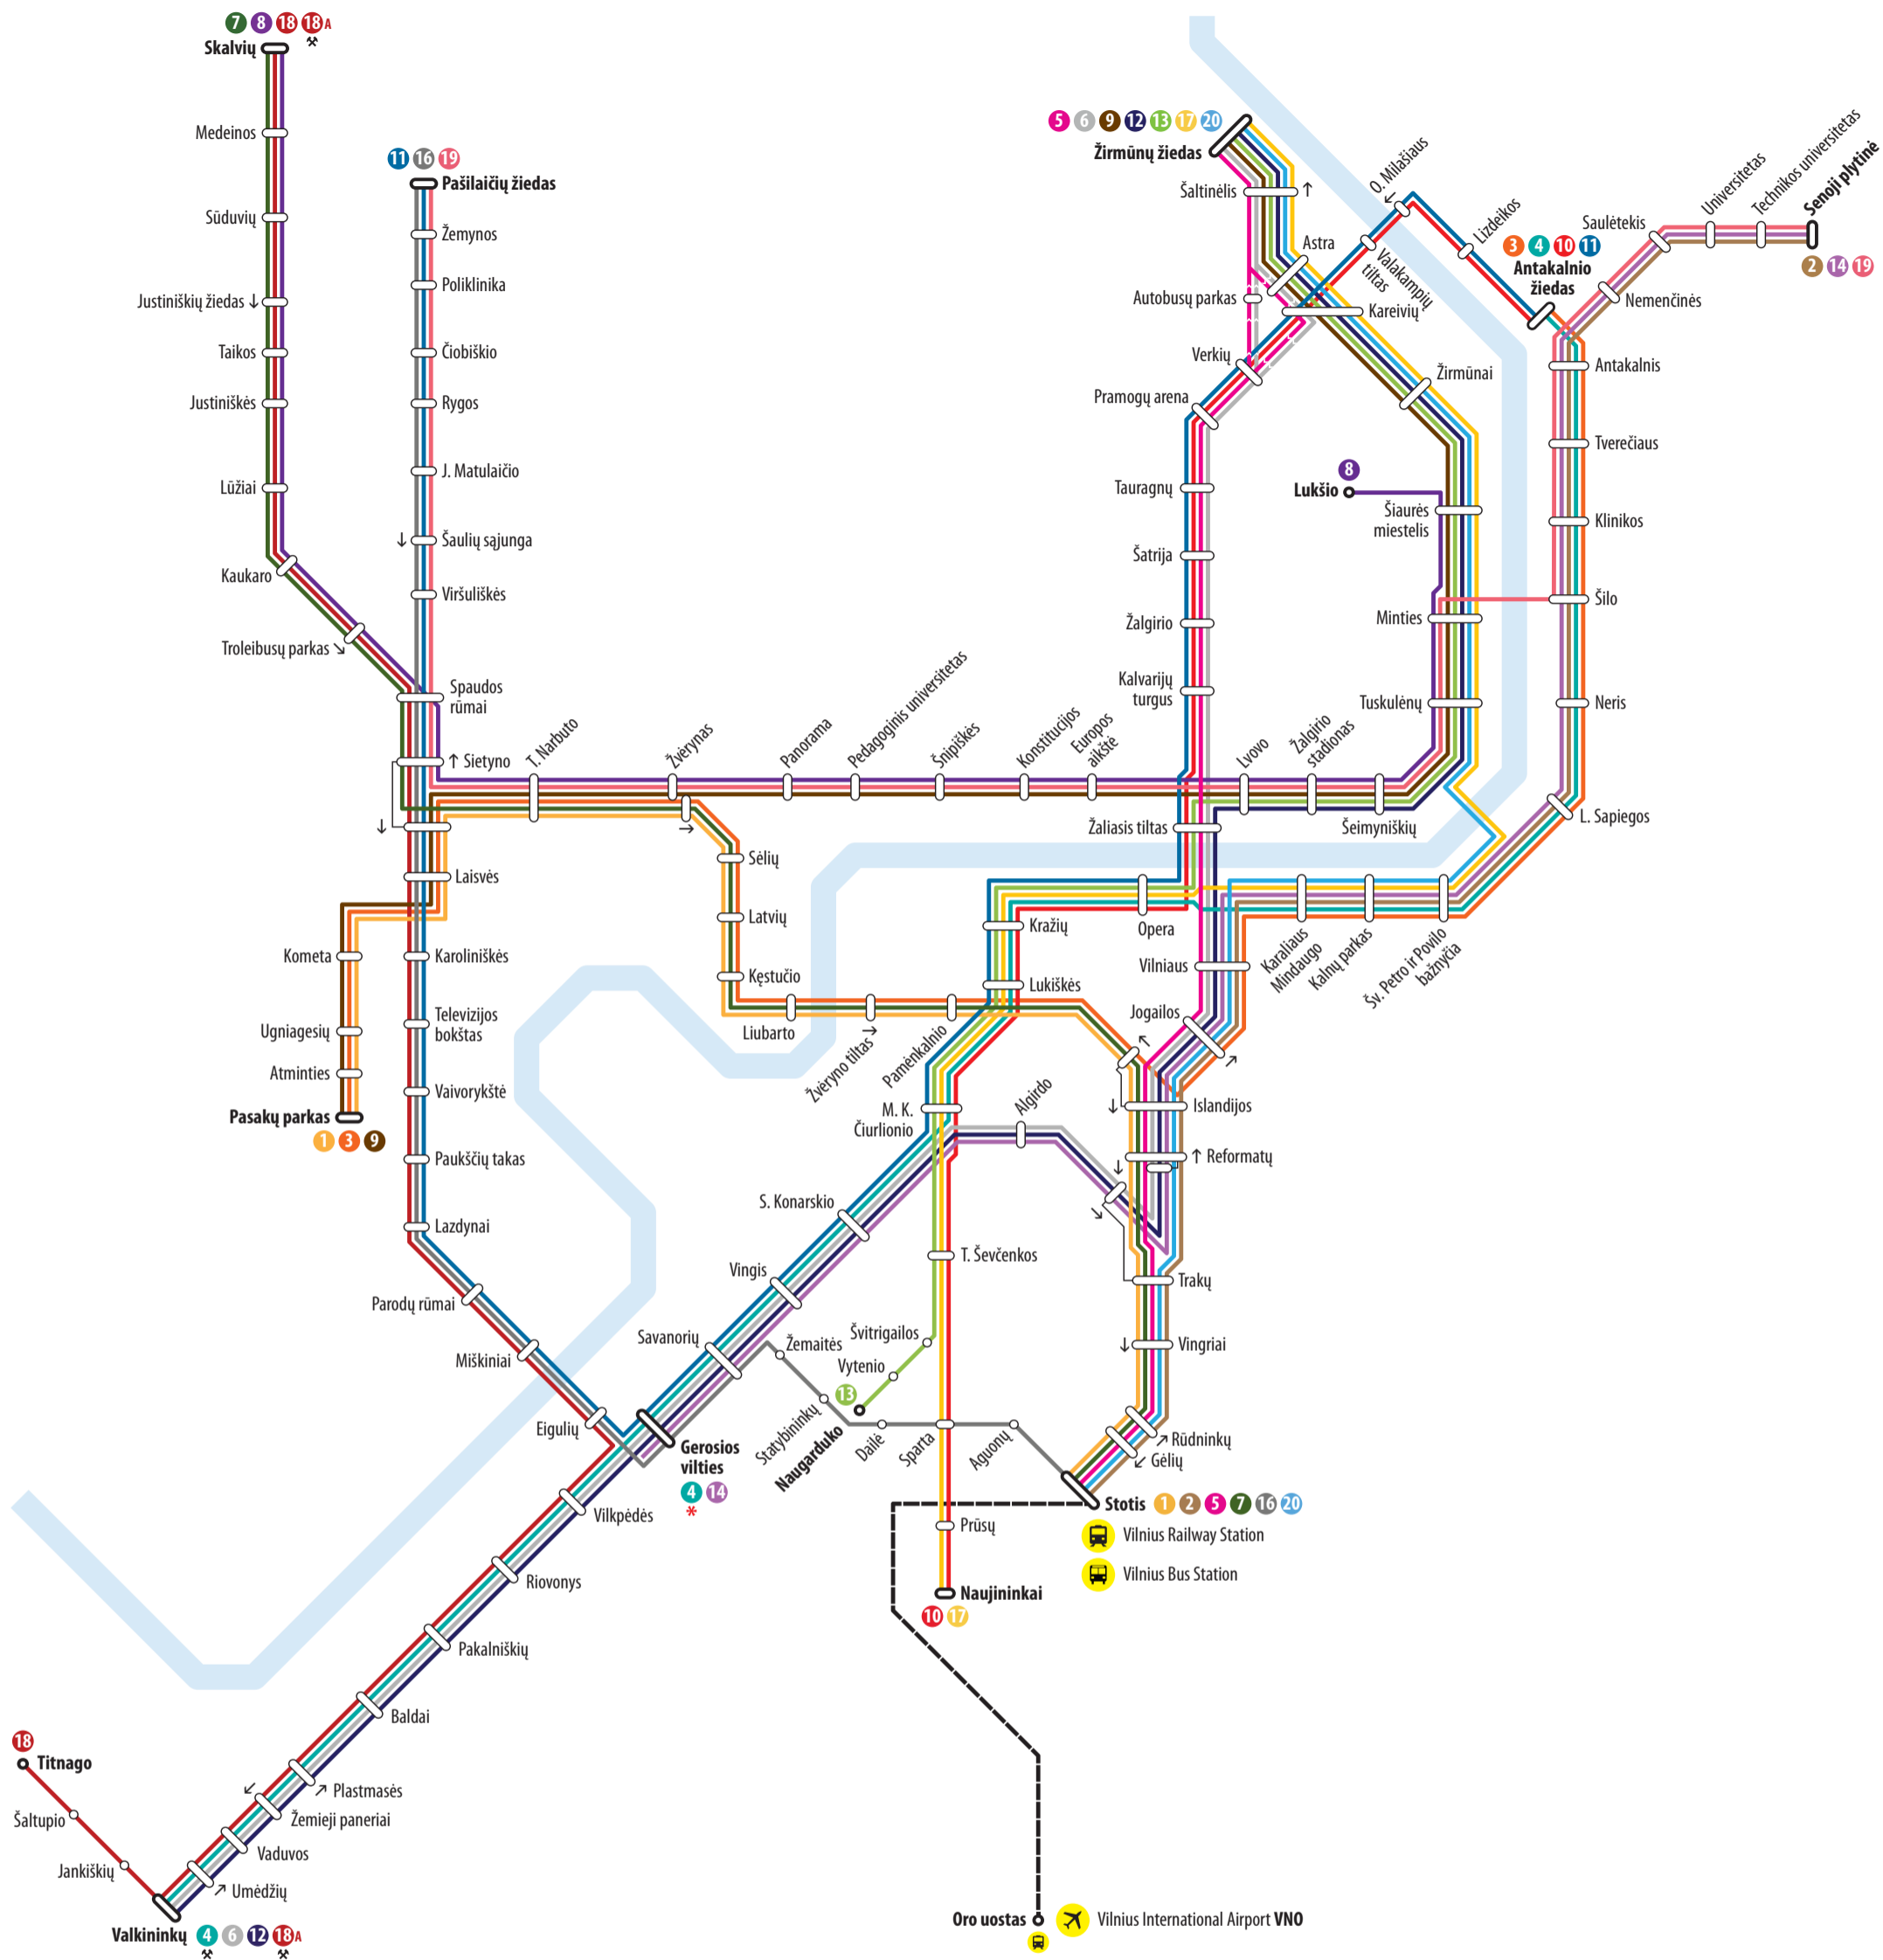 7 8 18 18A
Skalvių
Medeinos
Sūduvių
Justiniškių žiedas ↓
Taikos
Justiniškės
Lūžiai
Kaukaro
Troleibusų parkas ↘
11 16 19
Pašilaičių žiedas
Žemynos
Poliklinika
Čiobiškio
Rygos
J. Matulaičio
↓ Šaulių sąjunga
Viršuliškės
Spaudos
rūmai
↑ Sietyno
↓
Laisvės
Karoliniškės
Televizijos
bokštas
Vaivorykštė
Paukščių takas
Lazdynai
Parodų rūmai
Miškiniai
Eigulių
Kometa
Ugniagesių
Atminties
Pasakų parkas
1 3 9
T. Narbuto
Žvėrynas
→
Panorama
Pedagoginis universitetas
Šnipiškės
Konstitucijos
Europos
aikštė
Lvovo
Žalgirio
stadionas
Šeimyniškių
Sėlių
Latvių
Kęstučio
Liubarto
Žvėryno tiltas →
Pamėnkalnio
5 6 9 12 13 17 20
Žirmūnų žiedas
Šaltinėlis ↑
Astra
Autobusų parkas
Kareivių
Verkių
Pramogų arena
Tauragnų
Šatrija
Žalgirio
Kalvarijų
turgus
Žaliasis tiltas
O. Milašiaus
↙
Valakampių
tiltas
Lizdeikos
3 4 10 11
Antakalnio
žiedas
Saulėtekis
Universitetas
Technikos universitetas
Senoji plytinė
2 14 19
Nemenčinės
Antakalnis
Tverečiaus
Klinikos
Šilo
Neris
L. Sapiegos
Žirmūnai
8
Lukšio
Šiaurės
miestelis
Minties
Tuskulėnų
Kražių
Lukiškės
Opera
Karaliaus
Mindaugo
Kalnų parkas
Šv. Petro ir Povilo
bažnyčia
Vilniaus
Jogailos
↖
↗
↓ Islandijos
↑ Reformatų
↓
↘
Trakų
↓ Vingriai
↗ Rūdninkų
↙ Gėlių
Stotis 1 2 5 7 16 20
Vilnius Railway Station
Vilnius Bus Station
M. K.
Čiurlionio
Algirdo
S. Konarskio
Vingis
Savanorių
T. Ševčenkos
Švitrigailos
Vytenio
13
Naugarduko
Žemaitės
Statybininkų
Dailė
Sparta
Aguonų
Prūsų
Naujininkai
10 17
Gerosios
vilties
4 14
*
Vilkpėdės
Riovonys
Pakalniškių
Baldai
↗ Plastmasės
↙
Žemieji paneriai
Vaduvos
↗ Umėdžių
18
Titnago
Šaltupio
Jankiškių
Valkininkų 4 6 12 18A
Oro uostas
Vilnius International Airport VNO